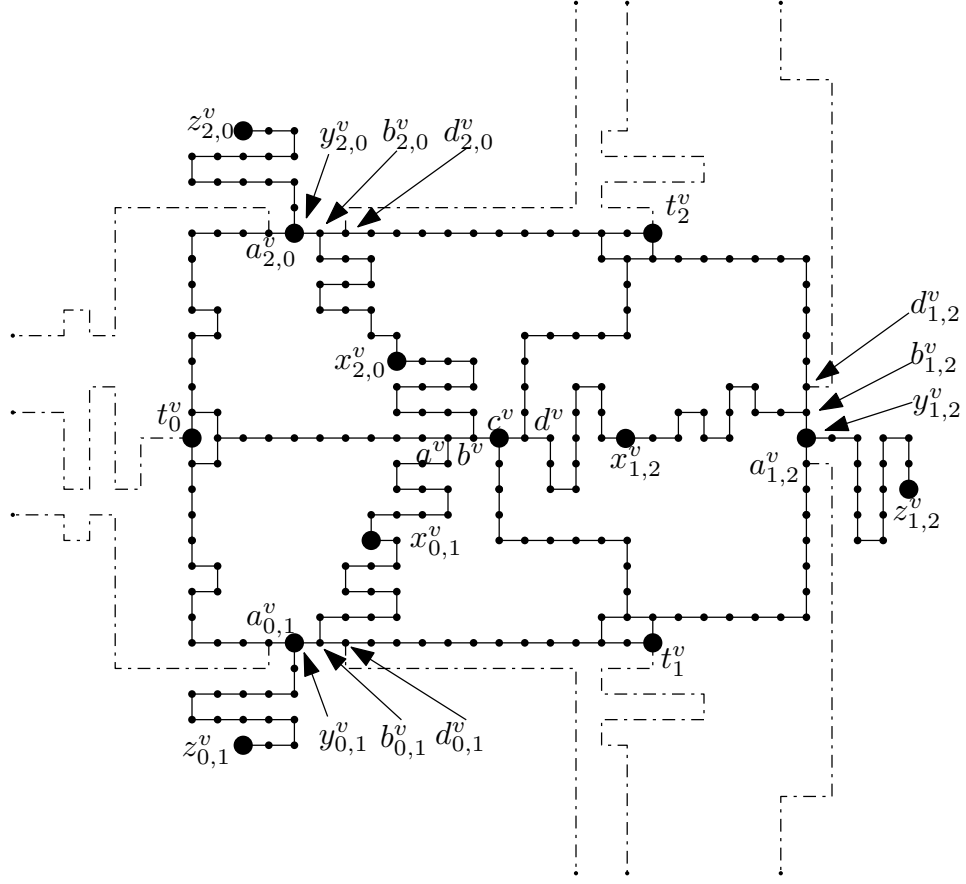 z^v_{2,0}
y^v_{2,0} b^v_{2,0} d^v_{2,0}
t^v_2
a^v_{2,0}
d^v_{1,2}
x^v_{2,0}
b^v_{1,2}
t^v_0 c^v d^v y^v_{1,2}
a^v b^v x^v_{1,2} a^v_{1,2}
z^v_{1,2}
x^v_{0,1}
a^v_{0,1}
t^v_1
z^v_{0,1} y^v_{0,1} b^v_{0,1} d^v_{0,1}